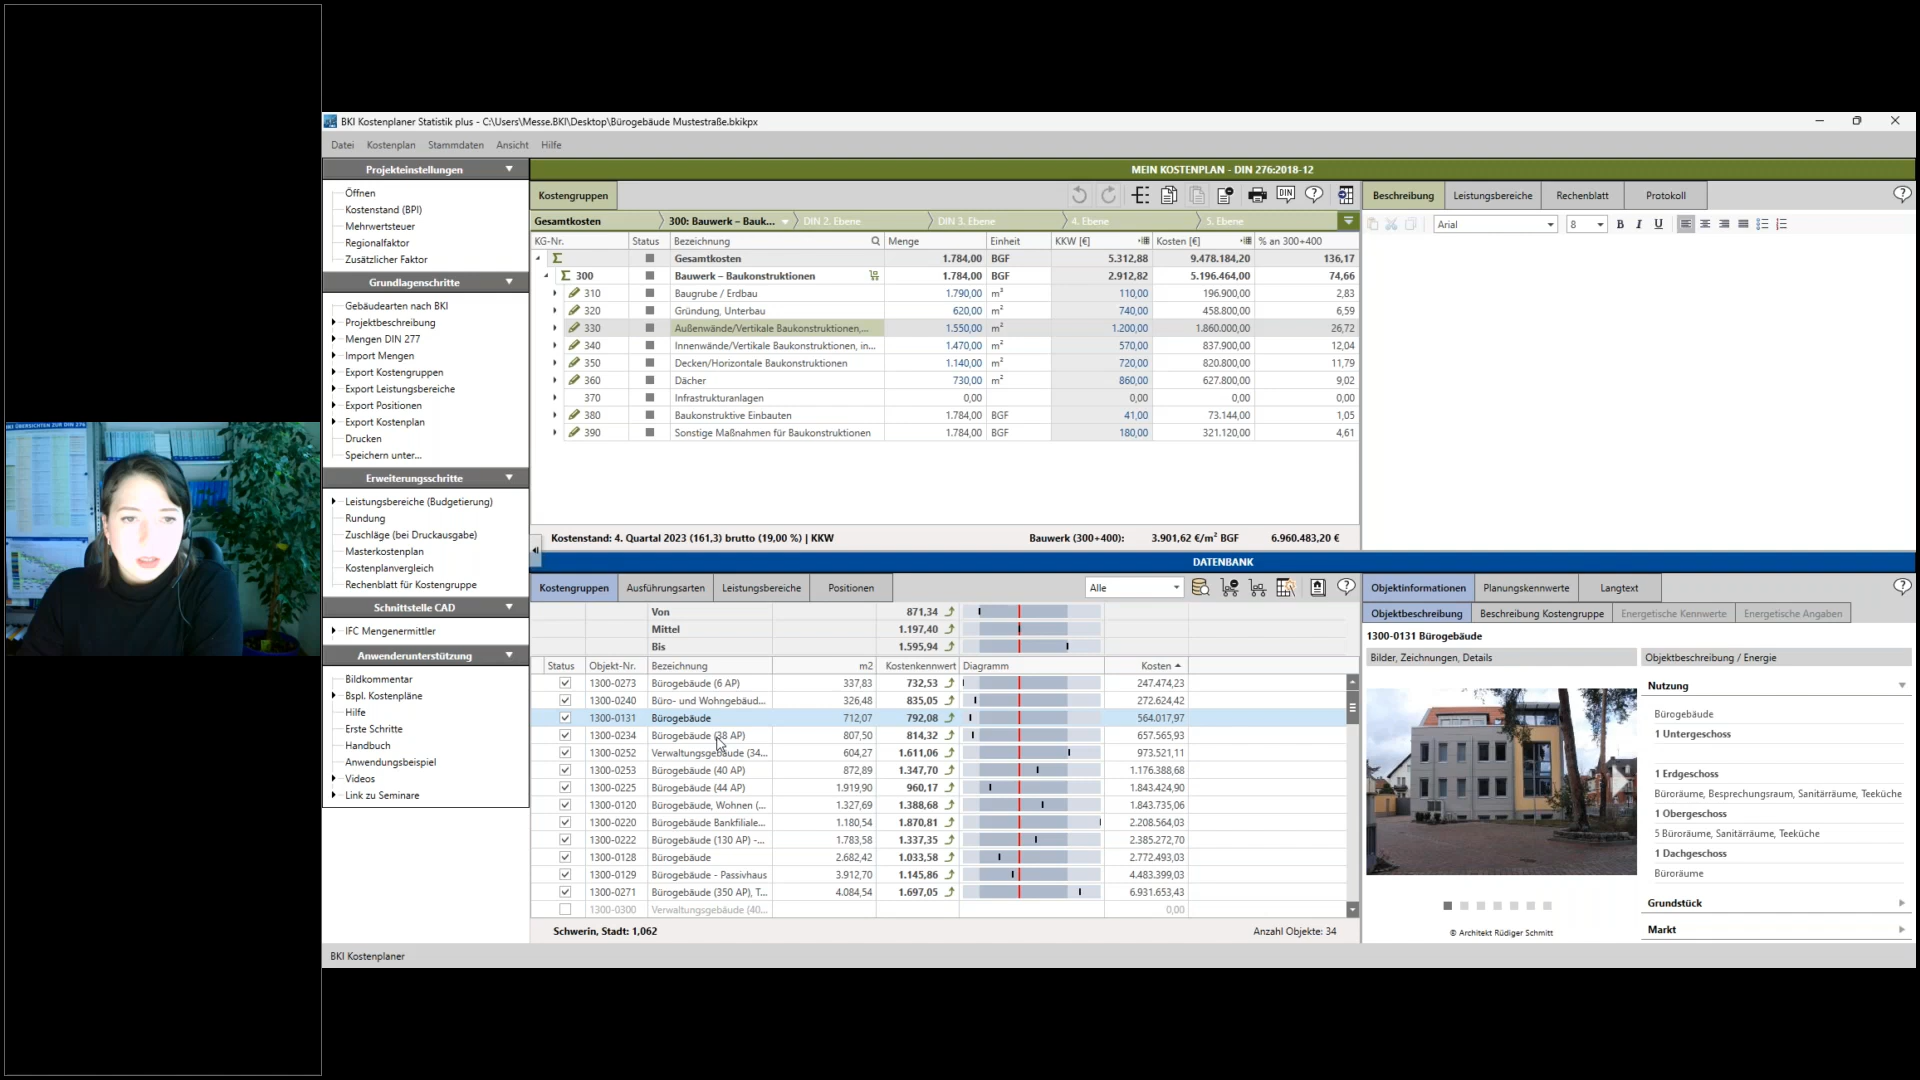 BKI Kostenplaner Statistik plus - C:\Users\Messe.BKI\Desktop\Bürogebäude Mustestraße.bkikpx
Datei Kostenplan Stammdaten Ansicht Hilfe
Projekteinstellungen
Öffnen
Kostenstand (BPI)
Mehrwertsteuer
Regionalfaktor
Zusätzlicher Faktor
Grundlagenschritte
Gebäudearten nach BKI
Projektbeschreibung
Mengen DIN 277
Import Mengen
Export Kostengruppen
Export Leistungsbereiche
Export Positionen
Export Kostenplan
Drucken
Speichern unter...
Erweiterungsschritte
Leistungsbereiche (Budgetierung)
Rundung
Zuschläge (bei Druckausgabe)
Masterkostenplan
Kostenplanvergleich
Rechenblatt für Kostengruppe
Schnittstelle CAD
IFC Mengenermittler
Anwenderunterstützung
Bildkommentar
Bspl. Kostenpläne
Hilfe
Erste Schritte
Handbuch
Anwendungsbeispiel
Videos
Link zu Seminare
MEIN KOSTENPLAN - DIN 276:2018-12
Kostengruppen
DIN
Gesamtkosten 300: Bauwerk – Bauk... DIN 2. Ebene DIN 3. Ebene 4. Ebene 5. Ebene
KG-Nr. Status Bezeichnung Menge Einheit KKW [€] Kosten [€] % an 300+400
Σ Gesamtkosten 1.784,00 BGF 5.312,88 9.478.184,20 136,17
Σ 300 Bauwerk – Baukonstruktionen 1.784,00 BGF 2.912,82 5.196.464,00 74,66
310 Baugrube / Erdbau 1.790,00 m³ 110,00 196.900,00 2,83
320 Gründung, Unterbau 620,00 m² 740,00 458.800,00 6,59
330 Außenwände/Vertikale Baukonstruktionen,... 1.550,00 m² 1.200,00 1.860.000,00 26,72
340 Innenwände/Vertikale Baukonstruktionen, in... 1.470,00 m² 570,00 837.900,00 12,04
350 Decken/Horizontale Baukonstruktionen 1.140,00 m² 720,00 820.800,00 11,79
360 Dächer 730,00 m² 860,00 627.800,00 9,02
370 Infrastrukturanlagen 0,00 0,00 0,00 0,00
380 Baukonstruktive Einbauten 1.784,00 BGF 41,00 73.144,00 1,05
390 Sonstige Maßnahmen für Baukonstruktionen 1.784,00 BGF 180,00 321.120,00 4,61
Kostenstand: 4. Quartal 2023 (161,3) brutto (19,00 %) | KKW Bauwerk (300+400): 3.901,62 €/m² BGF 6.960.483,20 €
Beschreibung Leistungsbereiche Rechenblatt Protokoll
Arial 8 B I U
DATENBANK
Kostengruppen Ausführungsarten Leistungsbereiche Positionen Alle
Von 871,34
Mittel 1.197,40
Bis 1.595,94
Status Objekt-Nr. Bezeichnung m2 Kostenkennwert Diagramm Kosten
1300-0273 Bürogebäude (6 AP) 337,83 732,53 247.474,23
1300-0240 Büro- und Wohngebäud... 326,48 835,05 272.624,42
1300-0131 Bürogebäude 712,07 792,08 564.017,97
1300-0234 Bürogebäude (38 AP) 807,50 814,32 657.565,93
1300-0252 Verwaltungsgebäude (34... 604,27 1.611,06 973.521,11
1300-0253 Bürogebäude (40 AP) 872,89 1.347,70 1.176.388,68
1300-0225 Bürogebäude (44 AP) 1.919,90 960,17 1.843.424,90
1300-0120 Bürogebäude, Wohnen (... 1.327,69 1.388,68 1.843.735,06
1300-0220 Bürogebäude Bankfiliale... 1.180,54 1.870,81 2.208.564,03
1300-0222 Bürogebäude (130 AP) -... 1.783,58 1.337,35 2.385.272,70
1300-0128 Bürogebäude 2.682,42 1.033,58 2.772.493,03
1300-0129 Bürogebäude - Passivhaus 3.912,70 1.145,86 4.483.399,03
1300-0271 Bürogebäude (350 AP), T... 4.084,54 1.697,05 6.931.653,43
1300-0300 Verwaltungsgebäude (40... 0,00
Schwerin, Stadt: 1,062 Anzahl Objekte: 34
Objektinformationen Planungskennwerte Langtext
Objektbeschreibung Beschreibung Kostengruppe Energetische Kennwerte Energetische Angaben
1300-0131 Bürogebäude
Bilder, Zeichnungen, Details
© Architekt Rüdiger Schmitt
Objektbeschreibung / Energie
Nutzung
Bürogebäude
1 Untergeschoss
1 Erdgeschoss
Büroräume, Besprechungsraum, Sanitärräume, Teeküche
1 Obergeschoss
5 Büroräume, Sanitärräume, Teeküche
1 Dachgeschoss
Büroräume
Grundstück
Markt
BKI Kostenplaner